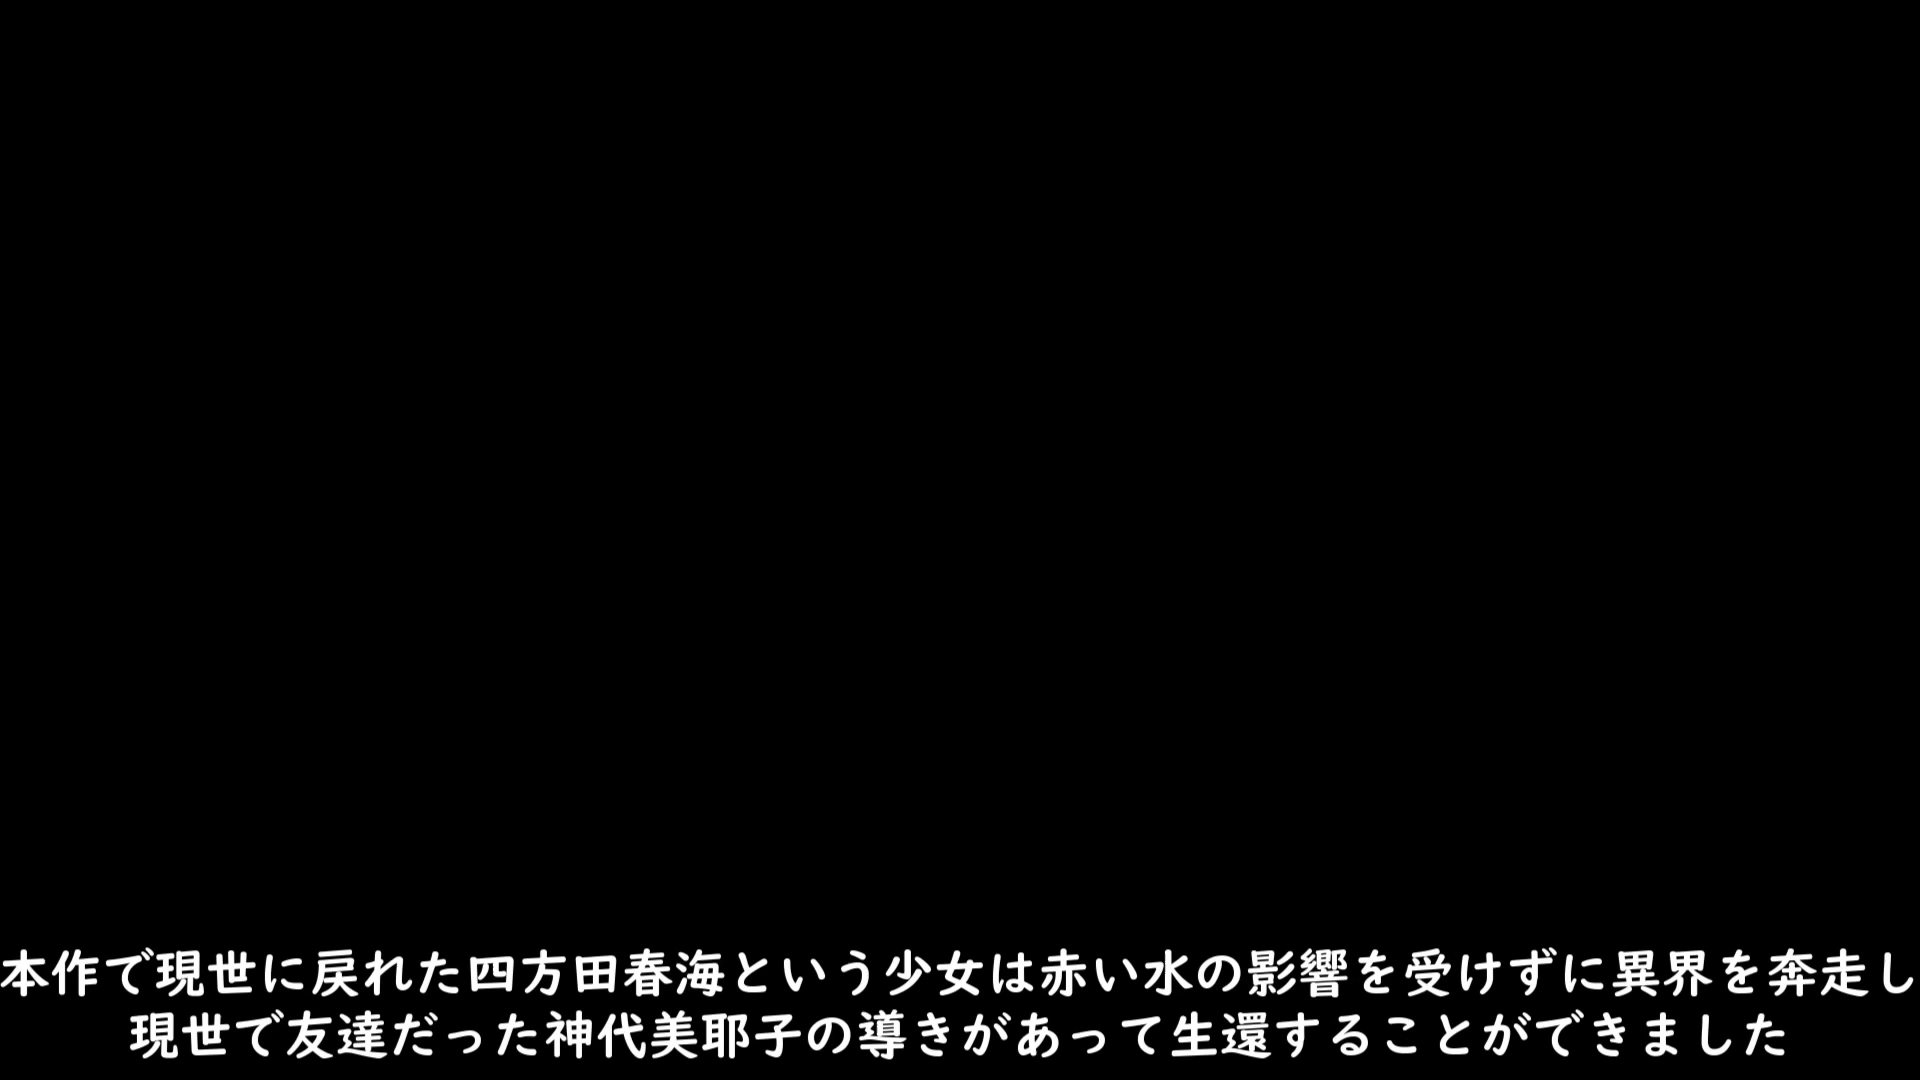 本作で現世に戻れた四方田春海という少女は赤い水の影響を受けずに異界を奔走し
現世で友達だった神代美耶子の導きがあって生還することができました